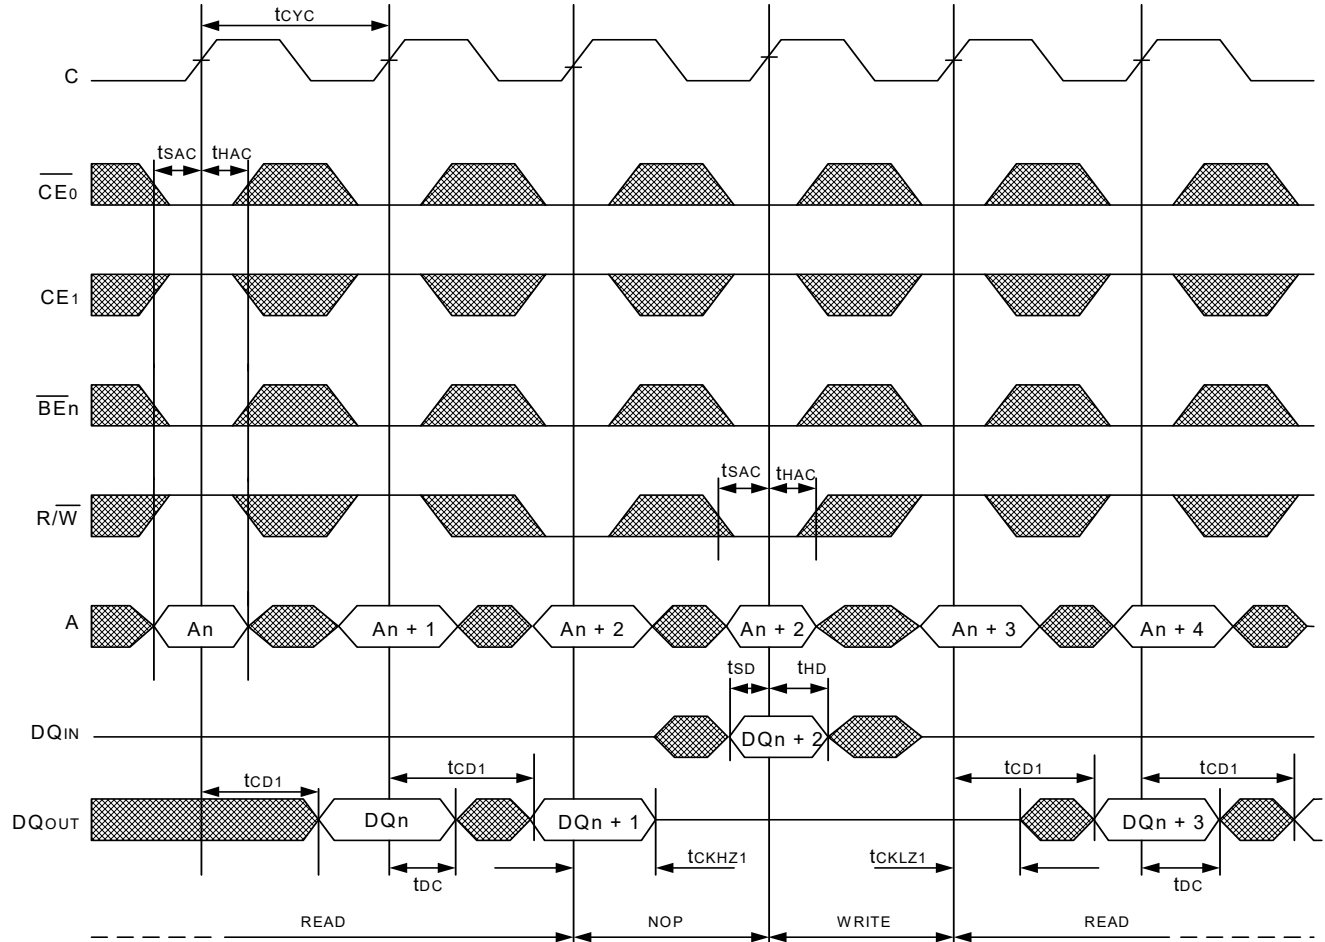 tCYC
C
tSAC tHAC
CE0
CE1
BEn
tSAC tHAC
R/W
A An An + 1 An + 2 An + 2 An + 3 An + 4
tSD tHD
DQIN DQn + 2
tCD1 tCD1 tCD1 tCD1
DQOUT DQn DQn + 1 DQn + 3
tDC tCKHZ1 tCKLZ1 tDC
READ NOP WRITE READ